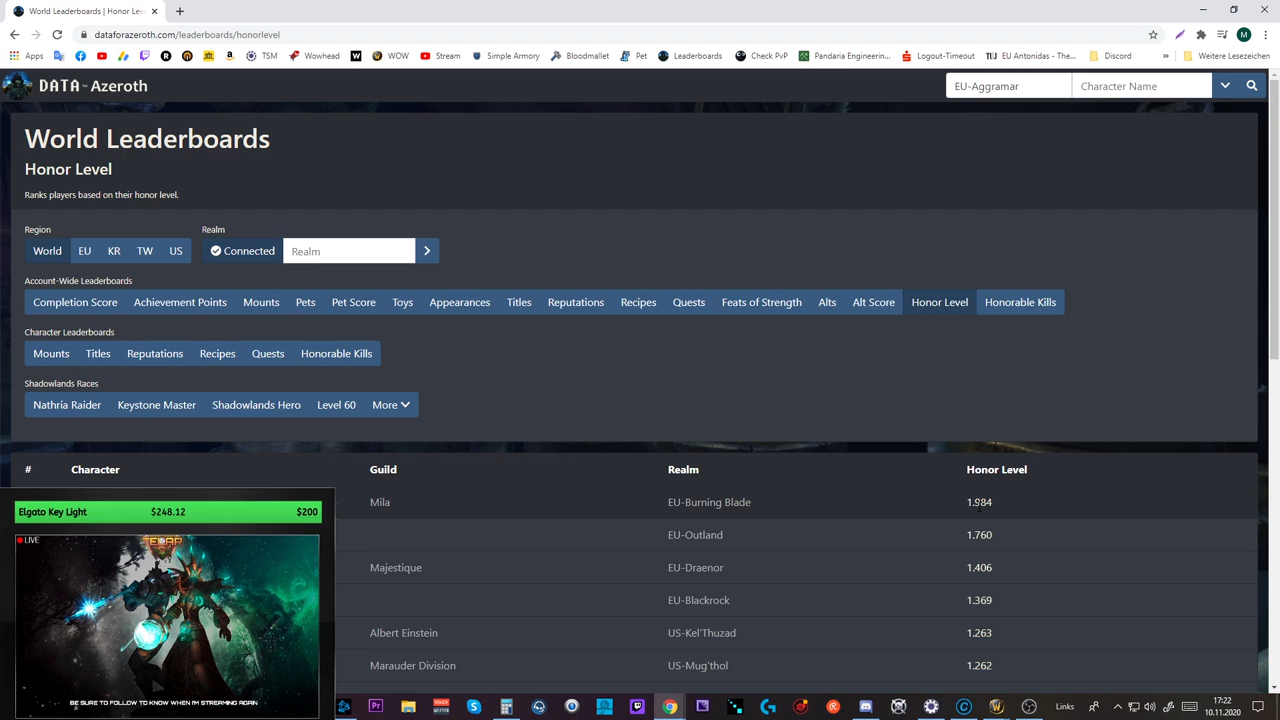 World Leaderboards | Honor Lev
dataforazeroth.com/leaderboards/honorlevel
M
Apps
TSM
Wowhead
WOW
Stream
Simple Armory
Bloodmallet
Pet
Leaderboards
Check PvP
Pandaria Engineerin...
Logout-Timeout
EU Antonidas - The...
Discord
»
Weitere Lesezeichen
DATA for Azeroth
EU-Aggramar
Character Name
World Leaderboards
Honor Level
Ranks players based on their honor level.
Region
Realm
World EU KR TW US
Connected
Realm
Account-Wide Leaderboards
Completion Score Achievement Points Mounts Pets Pet Score Toys Appearances Titles Reputations Recipes Quests Feats of Strength Alts Alt Score Honor Level Honorable Kills
Character Leaderboards
Mounts Titles Reputations Recipes Quests Honorable Kills
Shadowlands Races
Nathria Raider Keystone Master Shadowlands Hero Level 60 More
# Character Guild Realm Honor Level
Mila EU-Burning Blade 1.984
EU-Outland 1.760
Majestique EU-Draenor 1.406
EU-Blackrock 1.369
Albert Einstein US-Kel'Thuzad 1.263
Marauder Division US-Mug'thol 1.262
Elgato Key Light $248.12 $200
LIVE
BE SURE TO FOLLOW TO KNOW WHEN I'M STREAMING AGAIN
Links
»
17:22
10.11.2020